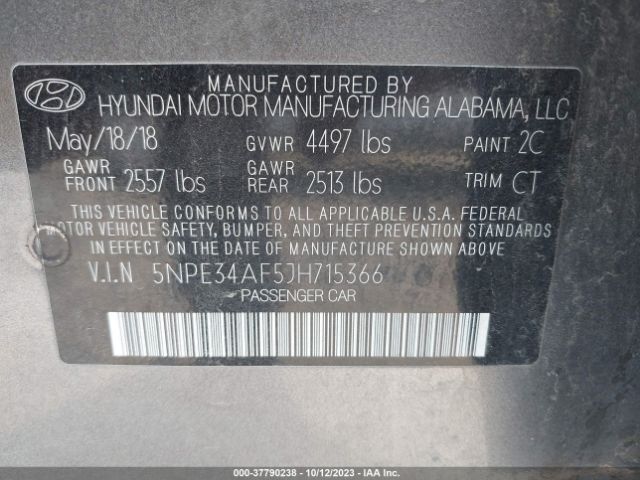 MANUFACTURED BY
HYUNDAI MOTOR MANUFACTURING ALABAMA, LLC
May/18/18 GVWR 4497 lbs PAINT 2C
GAWR FRONT 2557 lbs GAWR REAR 2513 lbs TRIM CT
THIS VEHICLE CONFORMS TO ALL APPLICABLE U.S.A. FEDERAL
MOTOR VEHICLE SAFETY, BUMPER, AND THEFT PREVENTION
STANDARDS IN EFFECT ON THE DATE OF MANUFACTURE SHOWN ABOVE
V.I.N 5NPE34AF5JH715366
PASSENGER CAR
000-37790238 - 10/12/2023 - IAA Inc.